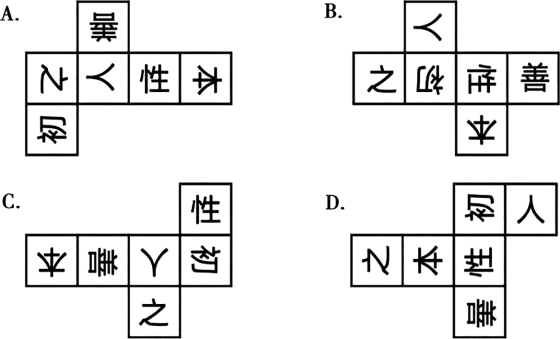 A.
善
之人性本
初
B.
人
之初性善
本
C.
性
本善人初
之
D.
初人
之本性
善